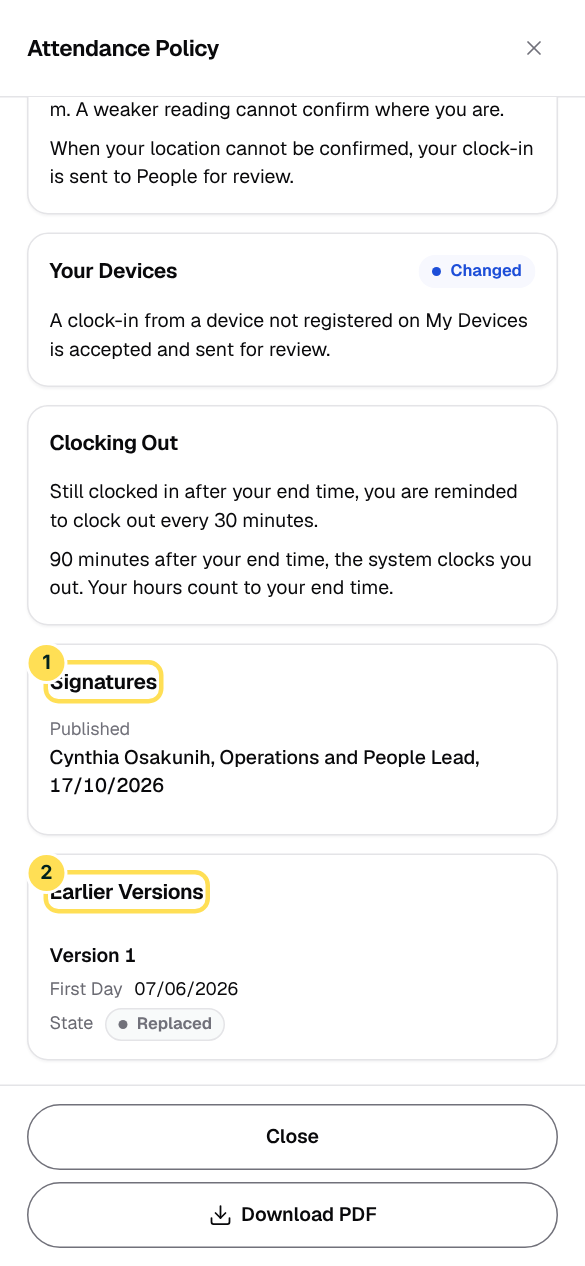 Attendance Policy
m. A weaker reading cannot confirm where you are.
When your location cannot be confirmed, your clock-in
is sent to People for review.
Your Devices
Changed
A clock-in from a device not registered on My Devices
is accepted and sent for review.
Clocking Out
Still clocked in after your end time, you are reminded
to clock out every 30 minutes.
90 minutes after your end time, the system clocks you
out. Your hours count to your end time.
1
Signatures
Published
Cynthia Osakunih, Operations and People Lead,
17/10/2026
2
Earlier Versions
Version 1
First Day 07/06/2026
State Replaced
Close
Download PDF